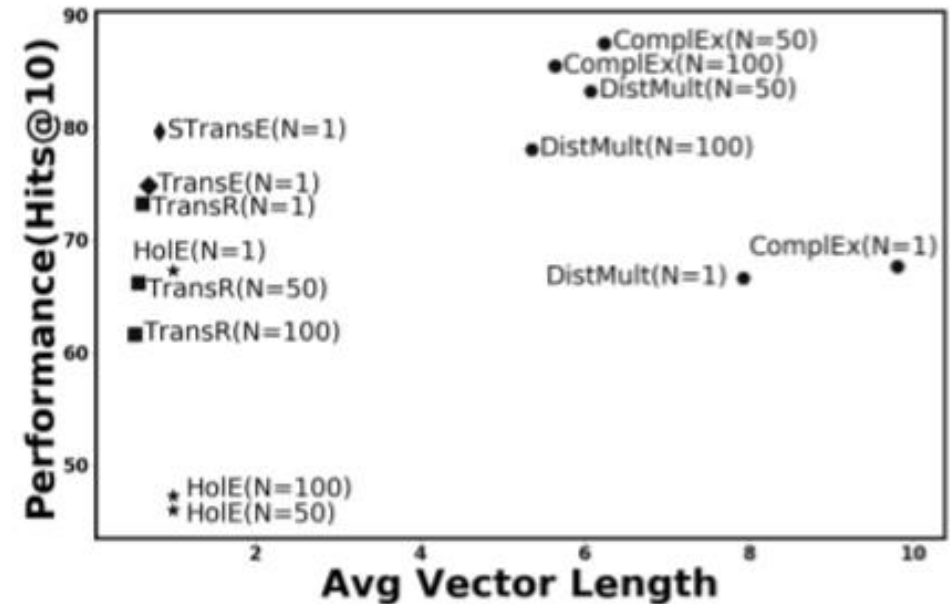 90
ComplEx(N=50)
ComplEx(N=100)
DistMult(N=50)
80
STransE(N=1)
DistMult(N=100)
TransE(N=1)
TransR(N=1)
70
HolE(N=1)
ComplEx(N=1)
DistMult(N=1)
TransR(N=50)
60
TransR(N=100)
50
HolE(N=100)
HolE(N=50)
Performance(Hits@10)
2 4 6 8 10
Avg Vector Length